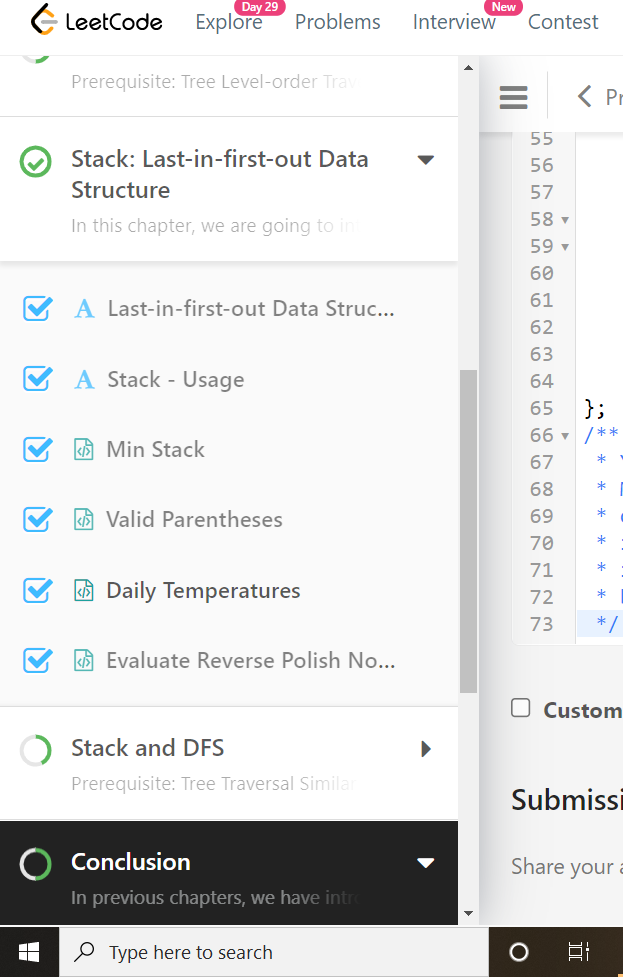 Day 29
New
LeetCode
Explore
Problems
Interview
Contest
Prerequisite: Tree Level-order Trav
Stack: Last-in-first-out Data
Structure
In this chapter, we are going to in
Last-in-first-out Data Struc...
Stack - Usage
Min Stack
Valid Parentheses
Daily Temperatures
Evaluate Reverse Polish No...
Stack and DFS
Prerequisite: Tree Traversal Similar
Conclusion
In previous chapters, we have intr
Type here to search
Pr
55
56
57
58
59
60
61
62
63
64
65 };
66 /**
67 *
68 *
69 *
70 *
71 *
72 *
73 */
Custom
Submissi
Share your a